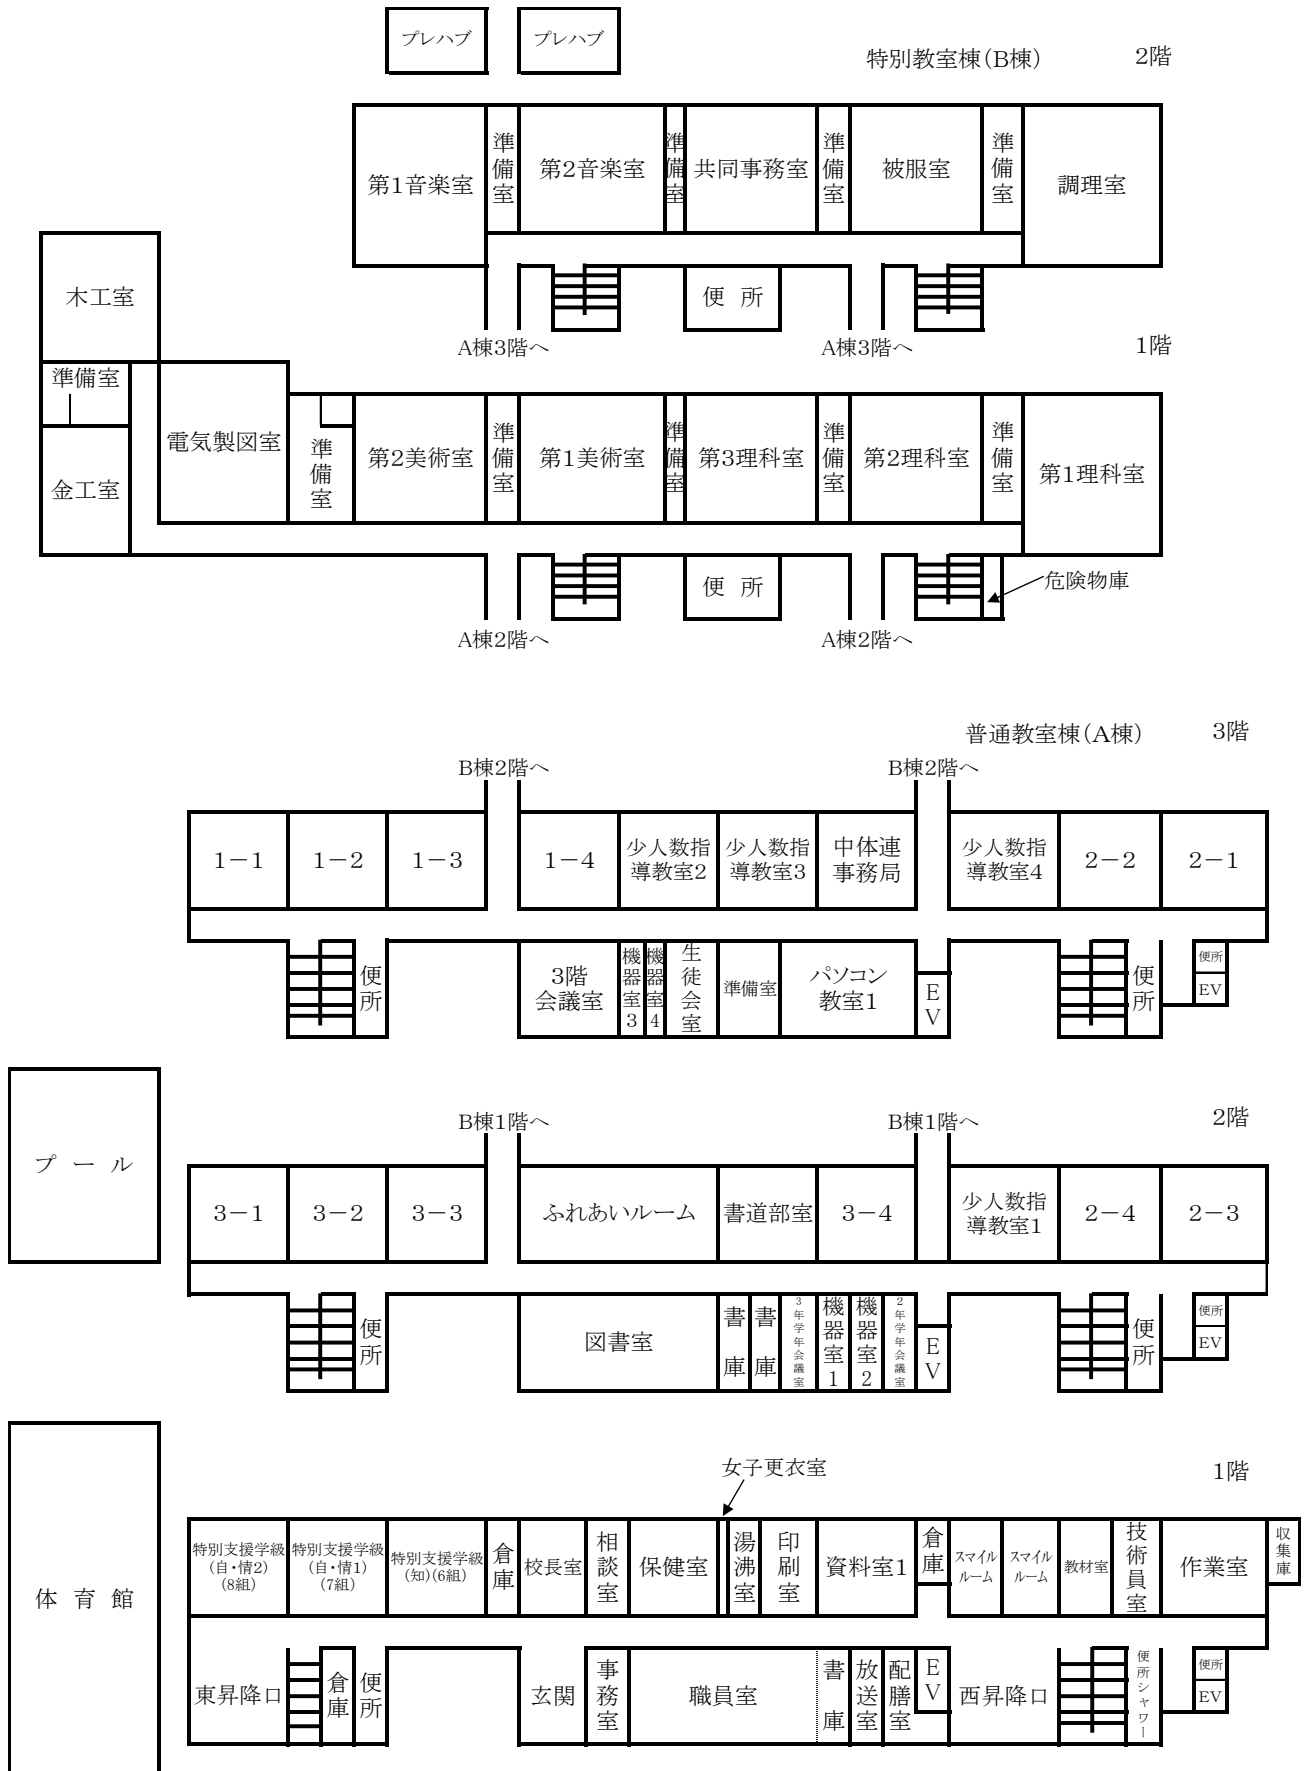 プレハブ
プレハブ
特別教室棟(B棟)
2階
第1音楽室
準備室
第2音楽室
準備室
共同事務室
準備室
被服室
準備室
調理室
便 所
A棟3階へ
A棟3階へ
木工室
準備室
金工室
1階
電気製図室
準備室
第2美術室
準備室
第1美術室
準備室
第3理科室
準備室
第2理科室
準備室
第1理科室
便 所
危険物庫
A棟2階へ
A棟2階へ
普通教室棟(A棟)
3階
B棟2階へ
B棟2階へ
1-1
1-2
1-3
1-4
少人数指
導教室2
少人数指
導教室3
中体連
事務局
少人数指
導教室4
2-2
2-1
便所
3階
会議室
機器室3
機器室4
生徒会室
準備室
パソコン
教室1
EV
便所
便所
EV
プ ー ル
2階
B棟1階へ
B棟1階へ
3-1
3-2
3-3
ふれあいルーム
書道部室
3-4
少人数指
導教室1
2-4
2-3
便所
図書室
書庫
書庫
3年学年会議室
機器室1
機器室2
2年学年会議室
EV
便所
便所
EV
体 育 館
1階
女子更衣室
特別支援学級
(自・情2)
(8組)
特別支援学級
(自・情1)
(7組)
特別支援学級
(知)(6組)
倉庫
校長室
相談室
保健室
湯沸室
印刷室
資料室1
倉庫
スマイル
ルーム
スマイル
ルーム
教材室
技術員室
作業室
収集庫
東昇降口
倉庫
便所
玄関
事務室
職員室
書庫
放送室
配膳室
EV
西昇降口
便所シャワー
便所
EV